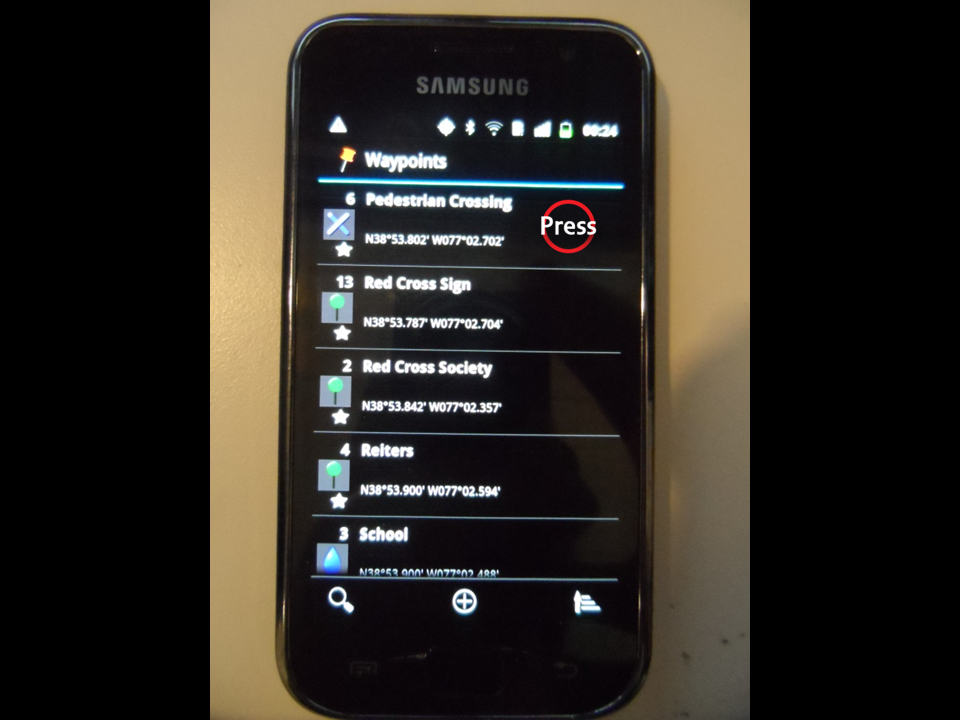 SAMSUNG
08:24
Waypoints
6 Pedestrian Crossing
N38°53.802' W077°02.702'
Press
13 Red Cross Sign
N38°53.787' W077°02.704'
2 Red Cross Society
N38°53.842' W077°02.357'
4 Reiters
N38°53.900' W077°02.594'
3 School
N38°53.900' W077°02.488'